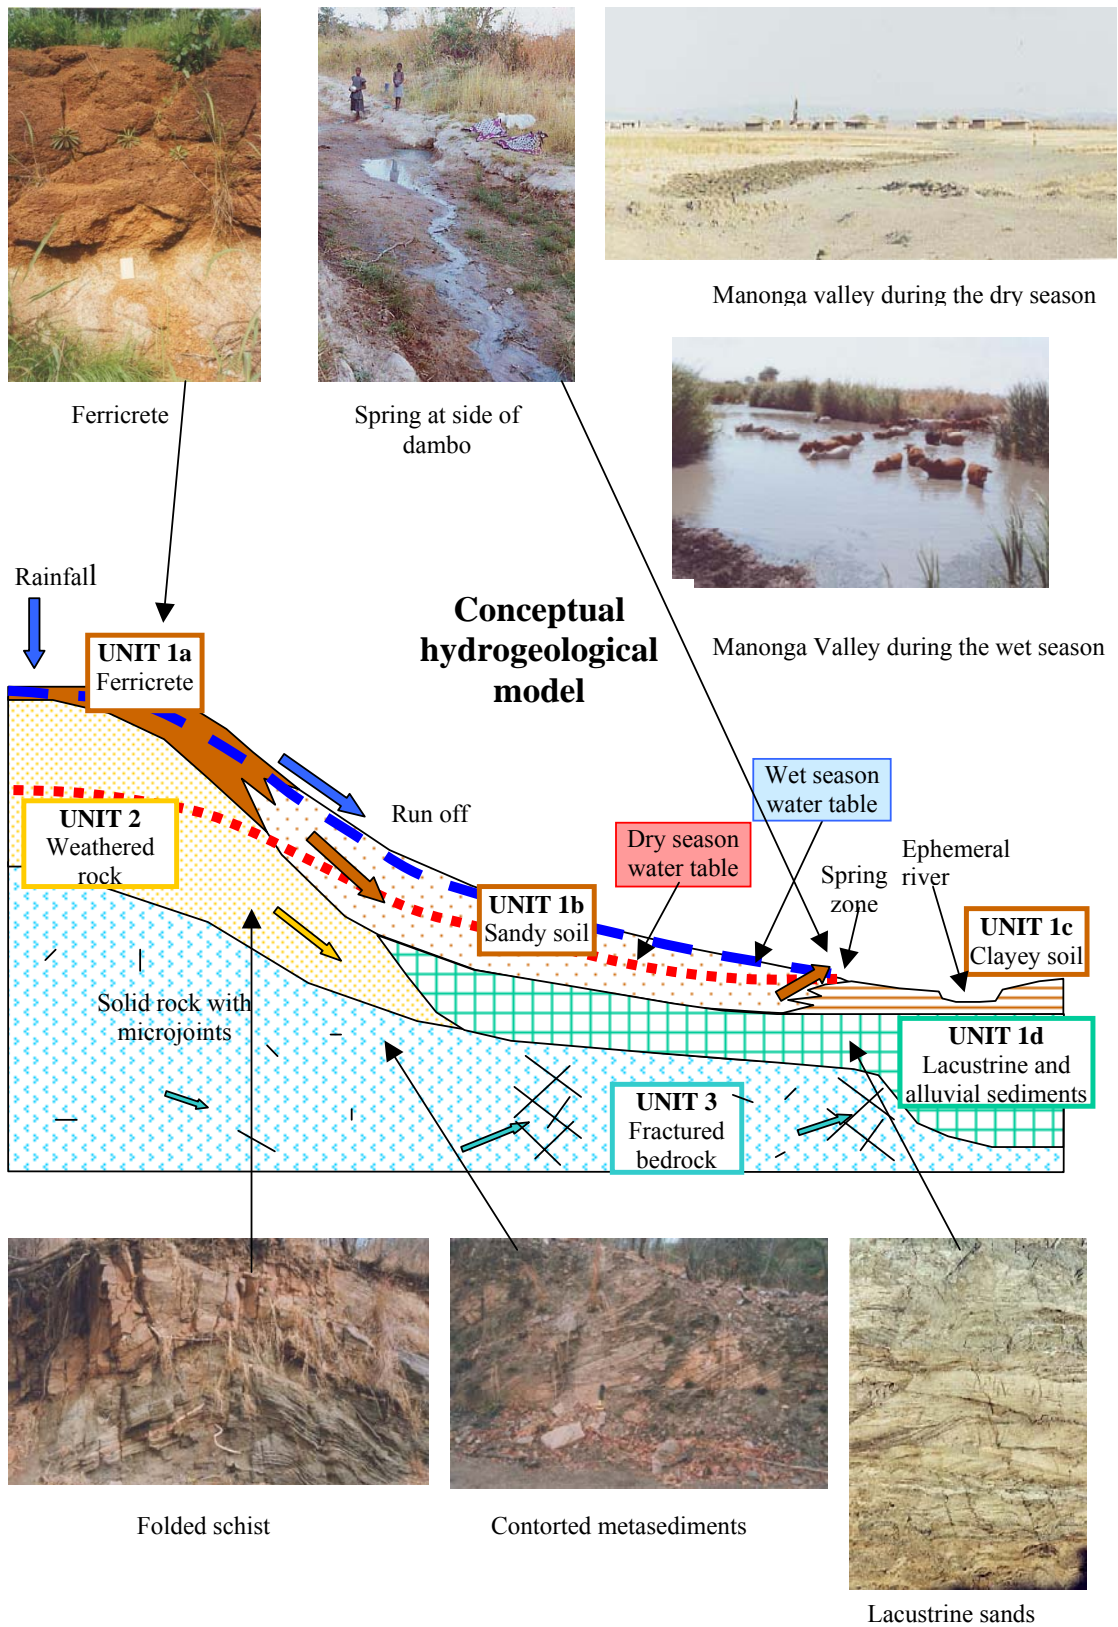 Manonga valley during the dry season
Ferricrete
Spring at side of
dambo
Rainfall
Conceptual
hydrogeological
model
Manonga Valley during the wet season
UNIT 1a
Ferricrete
Run off
Wet season
water table
Dry season
water table
UNIT 2
Weathered
rock
Spring
zone
Ephemeral
river
UNIT 1b
Sandy soil
UNIT 1c
Clayey soil
Solid rock with
microjoints
UNIT 1d
Lacustrine and
alluvial sediments
UNIT 3
Fractured
bedrock
Folded schist
Contorted metasediments
Lacustrine sands